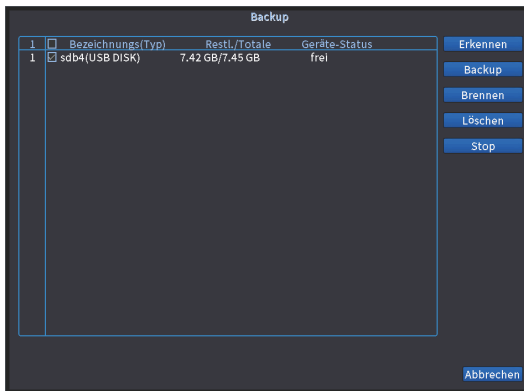 Backup
1 Bezeichnungs(Typ) Restl./Totale Geräte-Status
1 sdb4(USB DISK) 7.42 GB/7.45 GB frei
Erkennen
Backup
Brennen
Löschen
Stop
Abbrechen